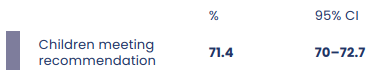 % 95% CI
Children meeting 71.4 70–72.7
recommendation